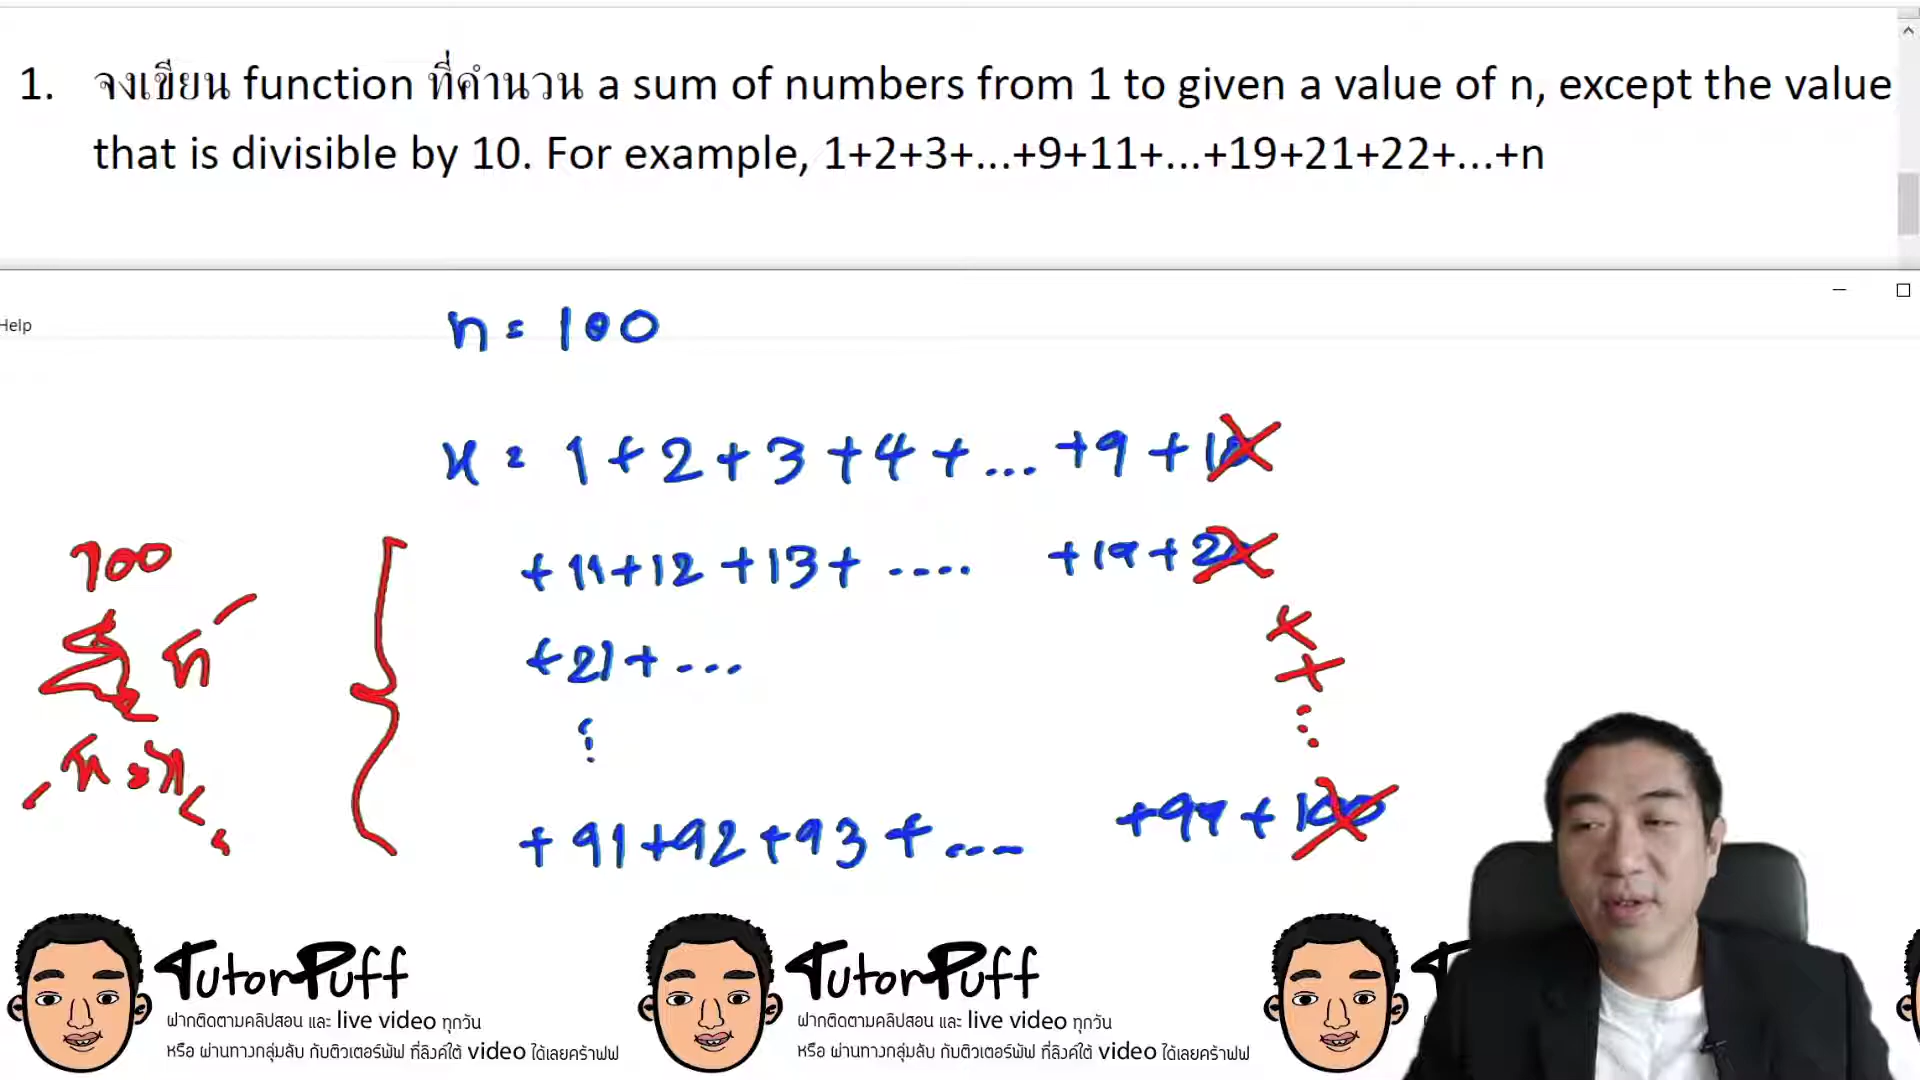 1. จงเขียน function ที่คำนวน a sum of numbers from 1 to given a value of n, except the value
that is divisible by 10. For example, 1+2+3+...+9+11+...+19+21+22+...+n
Help
n = 100
x = 1 + 2 + 3 + 4 + ... + 9 + 10
+ 11 + 12 + 13 + .... + 19 + 20
+ 21 + ...
+ 91 + 92 + 93 + .... + 99 + 100
100
TutorPuff
ฝากติดตามคลิปสอน และ live video ทุกวัน
หรือ ผ่านทางกลุ่มลับ กับติวเตอร์พัฟ ที่ลิงค์ใต้ video ได้เลยคร้าฟฟ
TutorPuff
ฝากติดตามคลิปสอน และ live video ทุกวัน
หรือ ผ่านทางกลุ่มลับ กับติวเตอร์พัฟ ที่ลิงค์ใต้ video ได้เลยคร้าฟฟ